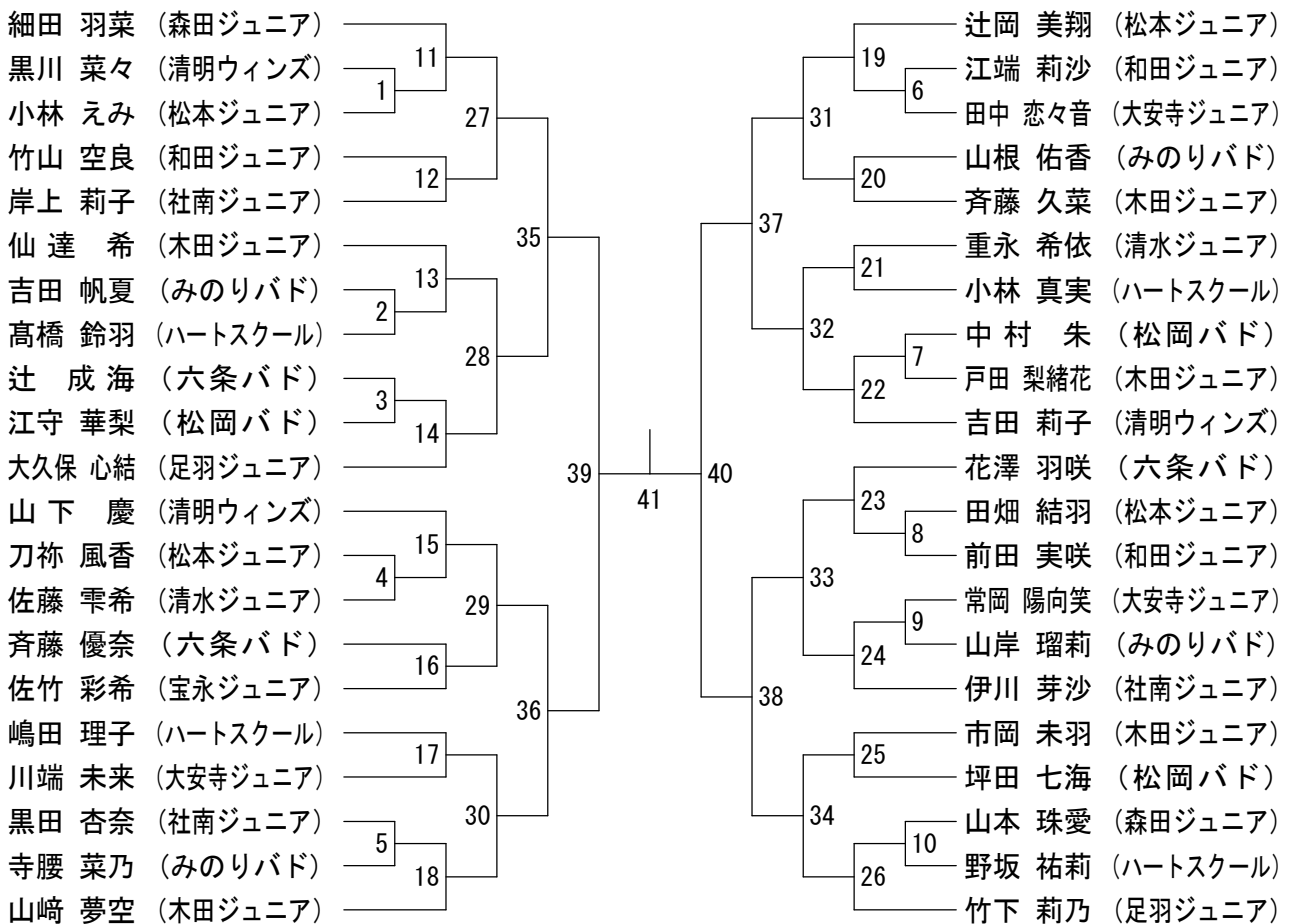 細田 羽菜 (森田ジュニア)
黒川 菜々 (清明ウィンズ)
小林 えみ (松本ジュニア)
竹山 空良 (和田ジュニア)
岸上 莉子 (社南ジュニア)
仙達 希 (木田ジュニア)
吉田 帆夏 (みのりバド)
髙橋 鈴羽 (ハートスクール)
辻 成海 (六条バド)
江守 華梨 (松岡バド)
大久保 心結 (足羽ジュニア)
山下 慶 (清明ウィンズ)
刀祢 風香 (松本ジュニア)
佐藤 雫希 (清水ジュニア)
斉藤 優奈 (六条バド)
佐竹 彩希 (宝永ジュニア)
嶋田 理子 (ハートスクール)
川端 未来 (大安寺ジュニア)
黒田 杏奈 (社南ジュニア)
寺腰 菜乃 (みのりバド)
山﨑 夢空 (木田ジュニア)
1
2
3
4
5
11
12
13
14
15
16
17
18
27
28
29
30
35
36
39
41
40
37
38
31
32
33
34
19
20
21
22
23
24
25
26
6
7
8
9
10
辻岡 美翔 (松本ジュニア)
江端 莉沙 (和田ジュニア)
田中 恋々音 (大安寺ジュニア)
山根 佑香 (みのりバド)
斉藤 久菜 (木田ジュニア)
重永 希依 (清水ジュニア)
小林 真実 (ハートスクール)
中村 朱 (松岡バド)
戸田 梨緒花 (木田ジュニア)
吉田 莉子 (清明ウィンズ)
花澤 羽咲 (六条バド)
田畑 結羽 (松本ジュニア)
前田 実咲 (和田ジュニア)
常岡 陽向笑 (大安寺ジュニア)
山岸 瑠莉 (みのりバド)
伊川 芽沙 (社南ジュニア)
市岡 未羽 (木田ジュニア)
坪田 七海 (松岡バド)
山本 珠愛 (森田ジュニア)
野坂 祐莉 (ハートスクール)
竹下 莉乃 (足羽ジュニア)